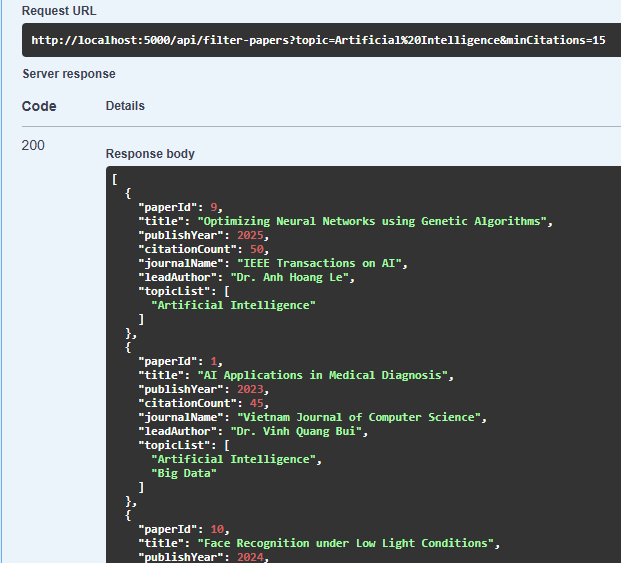 Request URL
http://localhost:5000/api/filter-papers?topic=Artificial%20Intelligence&minCitations=15
Server response
Code Details
200
Response body
[
  {
    "paperId": 9,
    "title": "Optimizing Neural Networks using Genetic Algorithms",
    "publishYear": 2025,
    "citationCount": 50,
    "journalName": "IEEE Transactions on AI",
    "leadAuthor": "Dr. Anh Hoang Le",
    "topicList": [
      "Artificial Intelligence"
    ]
  },
  {
    "paperId": 1,
    "title": "AI Applications in Medical Diagnosis",
    "publishYear": 2023,
    "citationCount": 45,
    "journalName": "Vietnam Journal of Computer Science",
    "leadAuthor": "Dr. Vinh Quang Bui",
    "topicList": [
      "Artificial Intelligence",
      "Big Data"
    ]
  },
  {
    "paperId": 10,
    "title": "Face Recognition under Low Light Conditions",
    "publishYear": 2024,